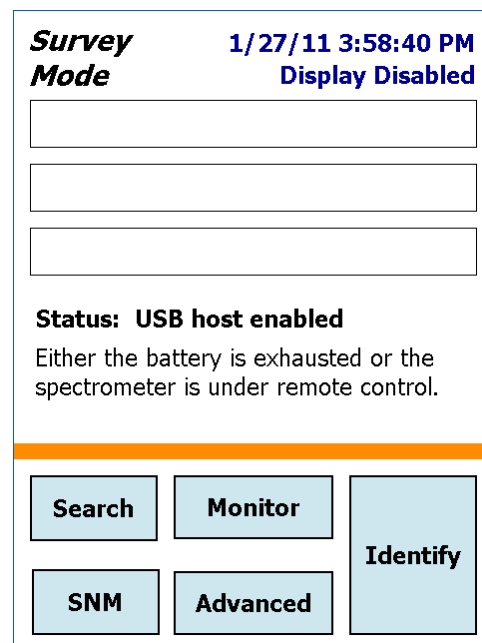 Survey 1/27/11 3:58:40 PM
Mode Display Disabled
Status: USB host enabled
Either the battery is exhausted or the
spectrometer is under remote control.
Search Monitor
Identify
SNM Advanced